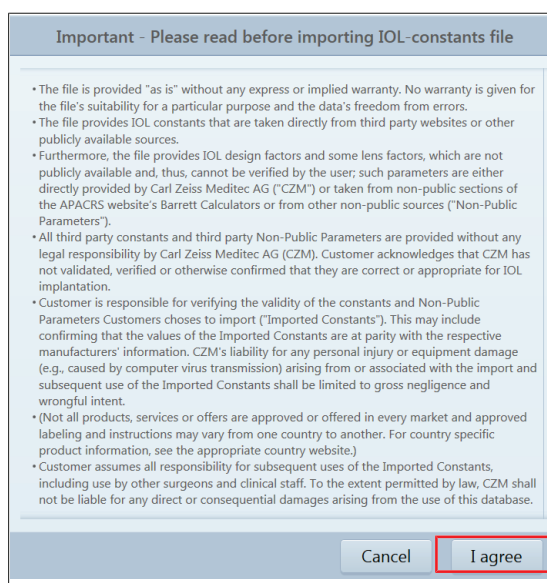 Important - Please read before importing IOL-constants file
• The file is provided "as is" without any express or implied warranty. No warranty is given for
the file's suitability for a particular purpose and the data's freedom from errors.
• The file provides IOL constants that are taken directly from third party websites or other
publicly available sources.
• Furthermore, the file provides IOL design factors and some lens factors, which are not
publicly available and, thus, cannot be verified by the user; such parameters are either
directly provided by Carl Zeiss Meditec AG ("CZM") or taken from non-public sections of
the APACRS website's Barrett Calculators or from other non-public sources ("Non-Public
Parameters").
• All third party constants and third party Non-Public Parameters are provided without any
legal responsibility by Carl Zeiss Meditec AG (CZM). Customer acknowledges that CZM has
not validated, verified or otherwise confirmed that they are correct or appropriate for IOL
implantation.
• Customer is responsible for verifying the validity of the constants and Non-Public
Parameters Customers choses to import ("Imported Constants"). This may include
confirming that the values of the Imported Constants are at parity with the respective
manufacturers' information. CZM's liability for any personal injury or equipment damage
(e.g., caused by computer virus transmission) arising from or associated with the import and
subsequent use of the Imported Constants shall be limited to gross negligence and
wrongful intent.
• (Not all products, services or offers are approved or offered in every market and approved
labeling and instructions may vary from one country to another. For country specific
product information, see the appropriate country website.)
• Customer assumes all responsibility for subsequent uses of the Imported Constants,
including use by other surgeons and clinical staff. To the extent permitted by law, CZM shall
not be liable for any direct or consequential damages arising from the use of this database.
Cancel
I agree